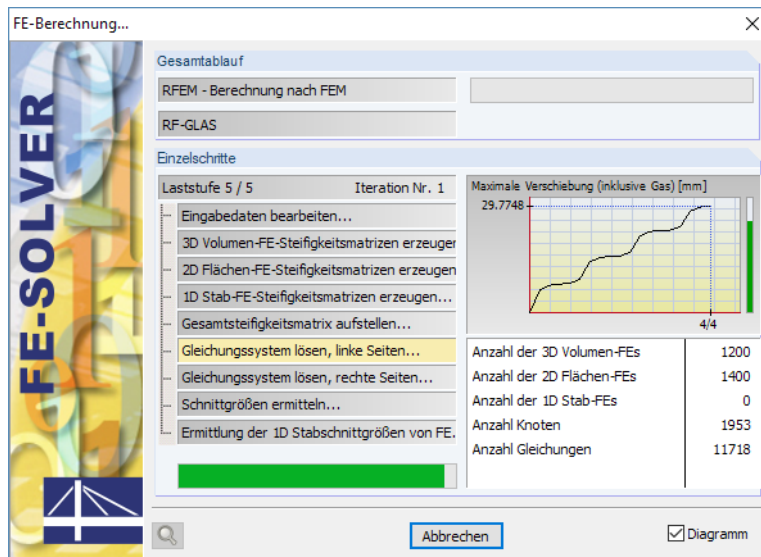 FE-Berechnung...
FE-SOLVER
Gesamtablauf
RFEM - Berechnung nach FEM
RF-GLAS
Einzelschritte
Laststufe 5 / 5 Iteration Nr. 1
Eingabedaten bearbeiten...
3D Volumen-FE-Steifigkeitsmatrizen erzeuger
2D Flächen-FE-Steifigkeitsmatrizen erzeugen
1D Stab-FE-Steifigkeitsmatrizen erzeugen...
Gesamtsteifigkeitsmatrix aufstellen...
Gleichungssystem lösen, linke Seiten...
Gleichungssystem lösen, rechte Seiten...
Schnittgrößen ermitteln...
Ermittlung der 1D Stabschnittgrößen von FE.
Maximale Verschiebung (inklusive Gas) [mm]
29.7748
4/4
Anzahl der 3D Volumen-FEs 1200
Anzahl der 2D Flächen-FEs 1400
Anzahl der 1D Stab-FEs 0
Anzahl Knoten 1953
Anzahl Gleichungen 11718
Abbrechen
Diagramm